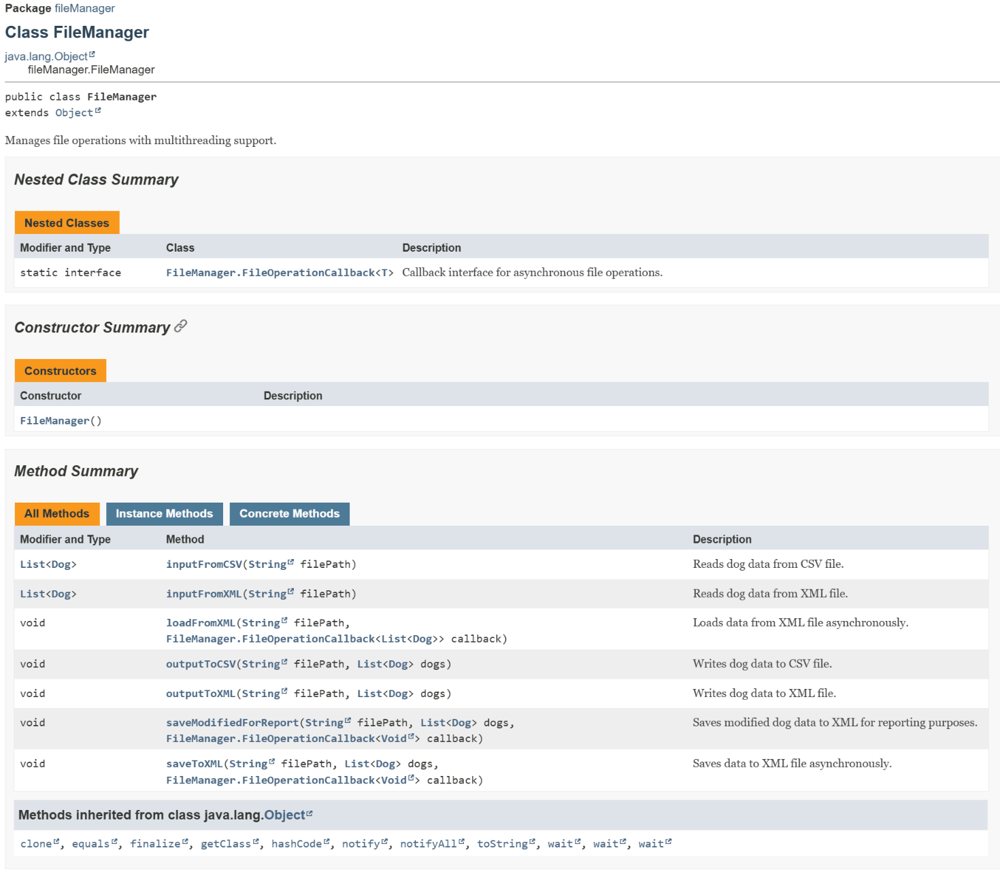 Package fileManager
Class FileManager
java.lang.Object
fileManager.FileManager
public class FileManager
extends Object
Manages file operations with multithreading support.
Nested Class Summary
Nested Classes
Modifier and Type Class Description
static interface FileManager.FileOperationCallback<T> Callback interface for asynchronous file operations.
Constructor Summary
Constructors
Constructor Description
FileManager()
Method Summary
All Methods Instance Methods Concrete Methods
Modifier and Type Method Description
List<Dog> inputFromCSV(String filePath) Reads dog data from CSV file.
List<Dog> inputFromXML(String filePath) Reads dog data from XML file.
void loadFromXML(String filePath, Loads data from XML file asynchronously.
FileManager.FileOperationCallback<List<Dog>> callback)
void outputToCSV(String filePath, List<Dog> dogs) Writes dog data to CSV file.
void outputToXML(String filePath, List<Dog> dogs) Writes dog data to XML file.
void saveModifiedForReport(String filePath, List<Dog> dogs, Saves modified dog data to XML for reporting purposes.
FileManager.FileOperationCallback<Void> callback)
void saveToXML(String filePath, List<Dog> dogs, Saves data to XML file asynchronously.
FileManager.FileOperationCallback<Void> callback)
Methods inherited from class java.lang.Object
clone, equals, finalize, getClass, hashCode, notify, notifyAll, toString, wait, wait, wait